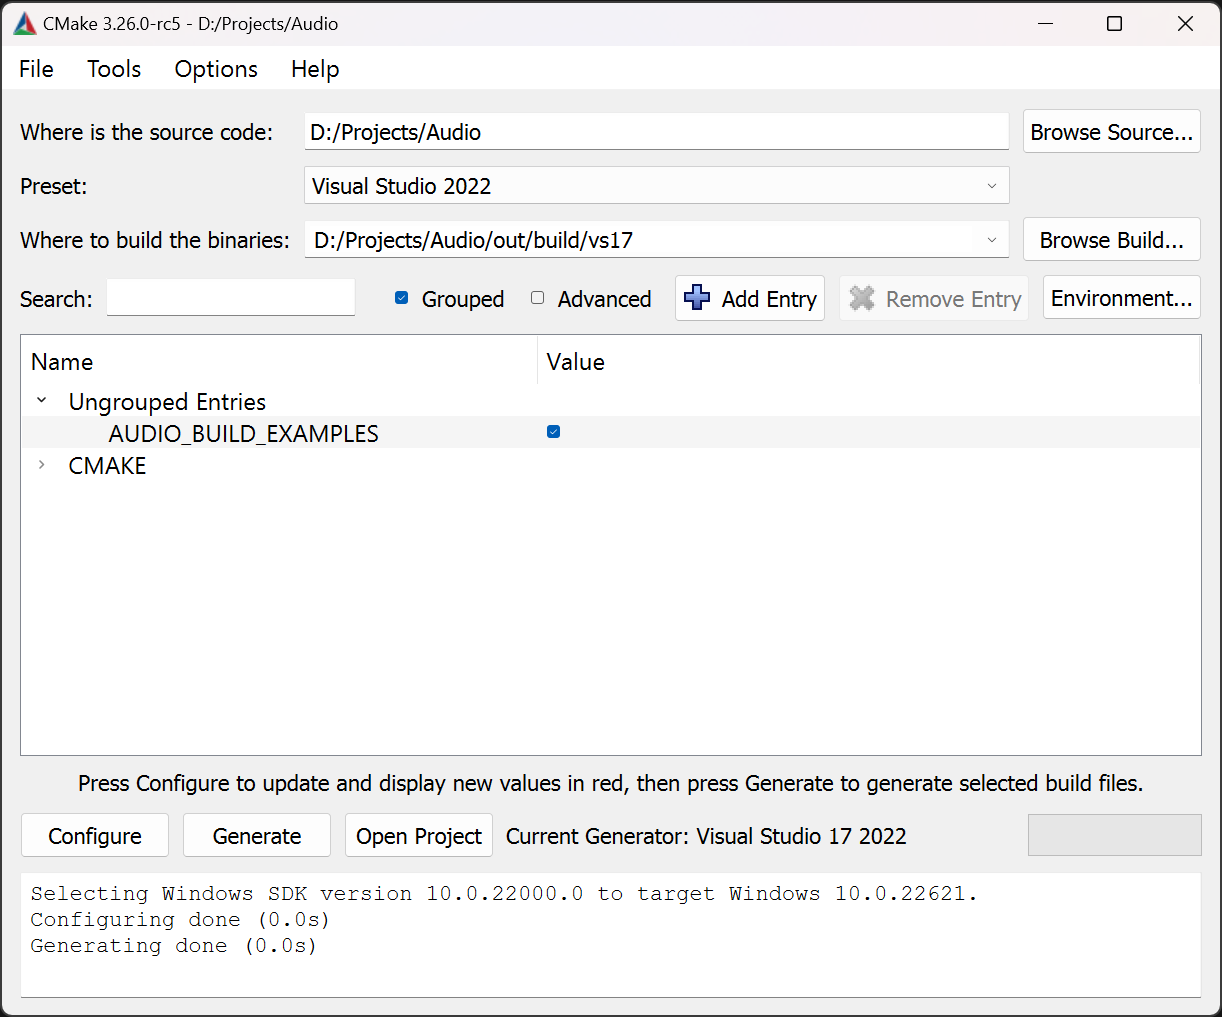 CMake 3.26.0-rc5 - D:/Projects/Audio
File Tools Options Help
Where is the source code: D:/Projects/Audio Browse Source...
Preset: Visual Studio 2022
Where to build the binaries: D:/Projects/Audio/out/build/vs17 Browse Build...
Search: Grouped Advanced Add Entry Remove Entry Environment...
Name Value
Ungrouped Entries
AUDIO_BUILD_EXAMPLES
CMAKE
Press Configure to update and display new values in red, then press Generate to generate selected build files.
Configure Generate Open Project Current Generator: Visual Studio 17 2022
Selecting Windows SDK version 10.0.22000.0 to target Windows 10.0.22621.
Configuring done (0.0s)
Generating done (0.0s)